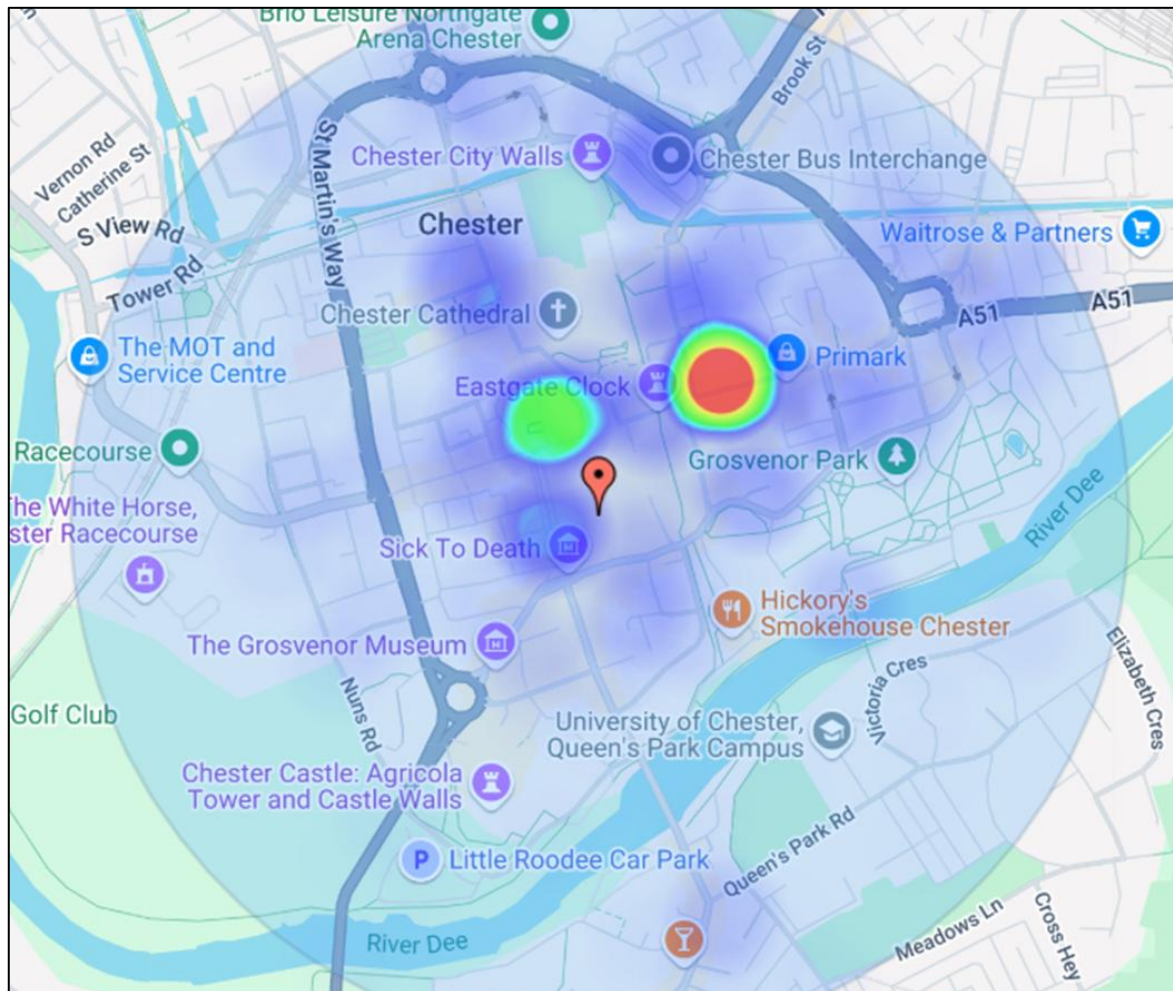 Brio Leisure Northgate
Arena Chester
Brook St
St Martin's Way
Vernon Rd
Catherine St
Chester City Walls
Chester Bus Interchange
S View Rd
Chester
Waitrose & Partners
Tower Rd
Chester Cathedral
A51
A51
The MOT and
Service Centre
Eastgate Clock
Primark
Racecourse
Grosvenor Park
The White Horse,
ster Racecourse
River Dee
Sick To Death
Hickory's
Smokehouse Chester
The Grosvenor Museum
Elizabeth Cres
Victoria Cres
Nuns Rd
Golf Club
University of Chester,
Queen's Park Campus
Chester Castle: Agricola
Tower and Castle Walls
P
Little Roodee Car Park
Queen's Park Rd
River Dee
Meadows Ln
Cross Hey